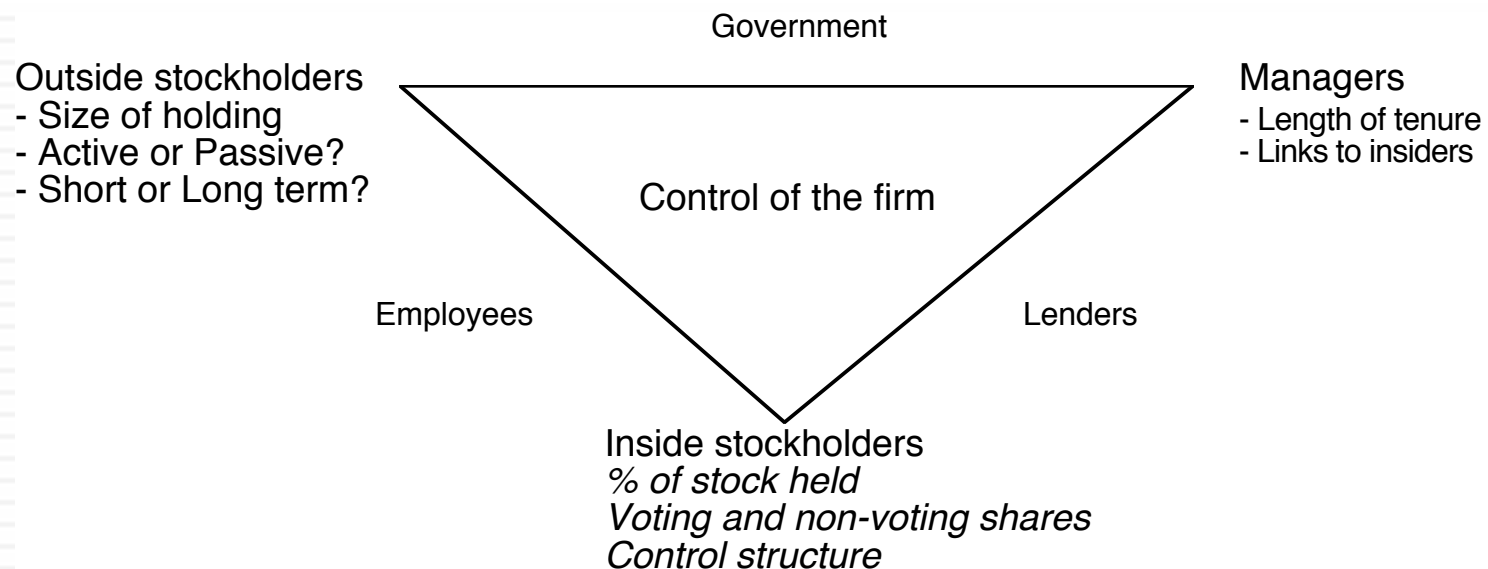 Government
Outside stockholders
- Size of holding
- Active or Passive?
- Short or Long term?
Managers
- Length of tenure
- Links to insiders
Control of the firm
Employees
Lenders
Inside stockholders
% of stock held
Voting and non-voting shares
Control structure